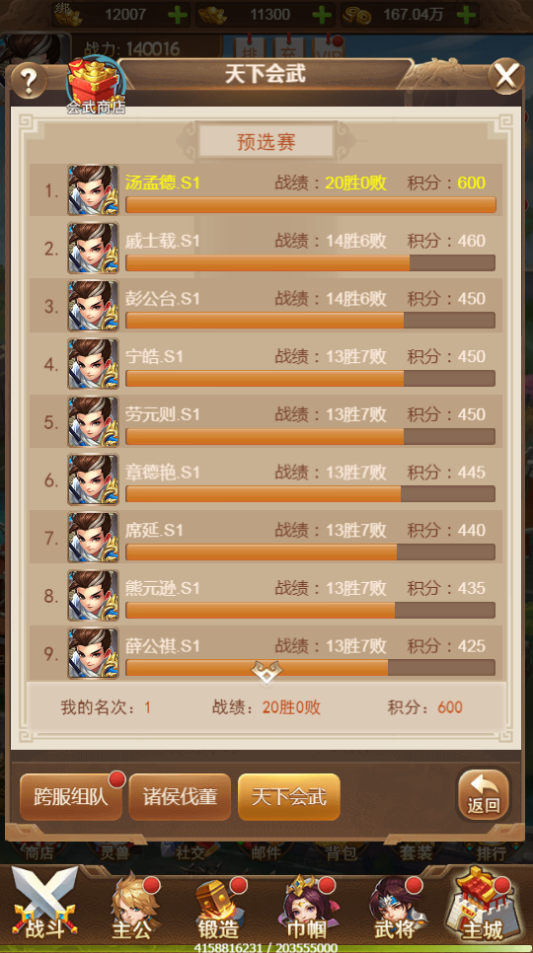 绑 12007 11300 167.04万
战力: 140016 排 充 VIP
? 天下会武 X
会武商店
预选赛
1. 汤孟德.S1 战绩：20胜0败 积分：600
2. 戚士载.S1 战绩：14胜6败 积分：460
3. 彭公台.S1 战绩：14胜6败 积分：450
4. 宁皓.S1 战绩：13胜7败 积分：450
5. 劳元则.S1 战绩：13胜7败 积分：450
6. 章德艳.S1 战绩：13胜7败 积分：445
7. 席延.S1 战绩：13胜7败 积分：440
8. 熊元逊.S1 战绩：13胜7败 积分：435
9. 薛公祺.S1 战绩：13胜7败 积分：425
我的名次：1 战绩：20胜0败 积分：600
跨服组队 诸侯伐董 天下会武 返回
商店 灵兽 社交 邮件 背包 套装 排行
战斗 主公 锻造 巾帼 武将 主城
4158816231 / 203555000